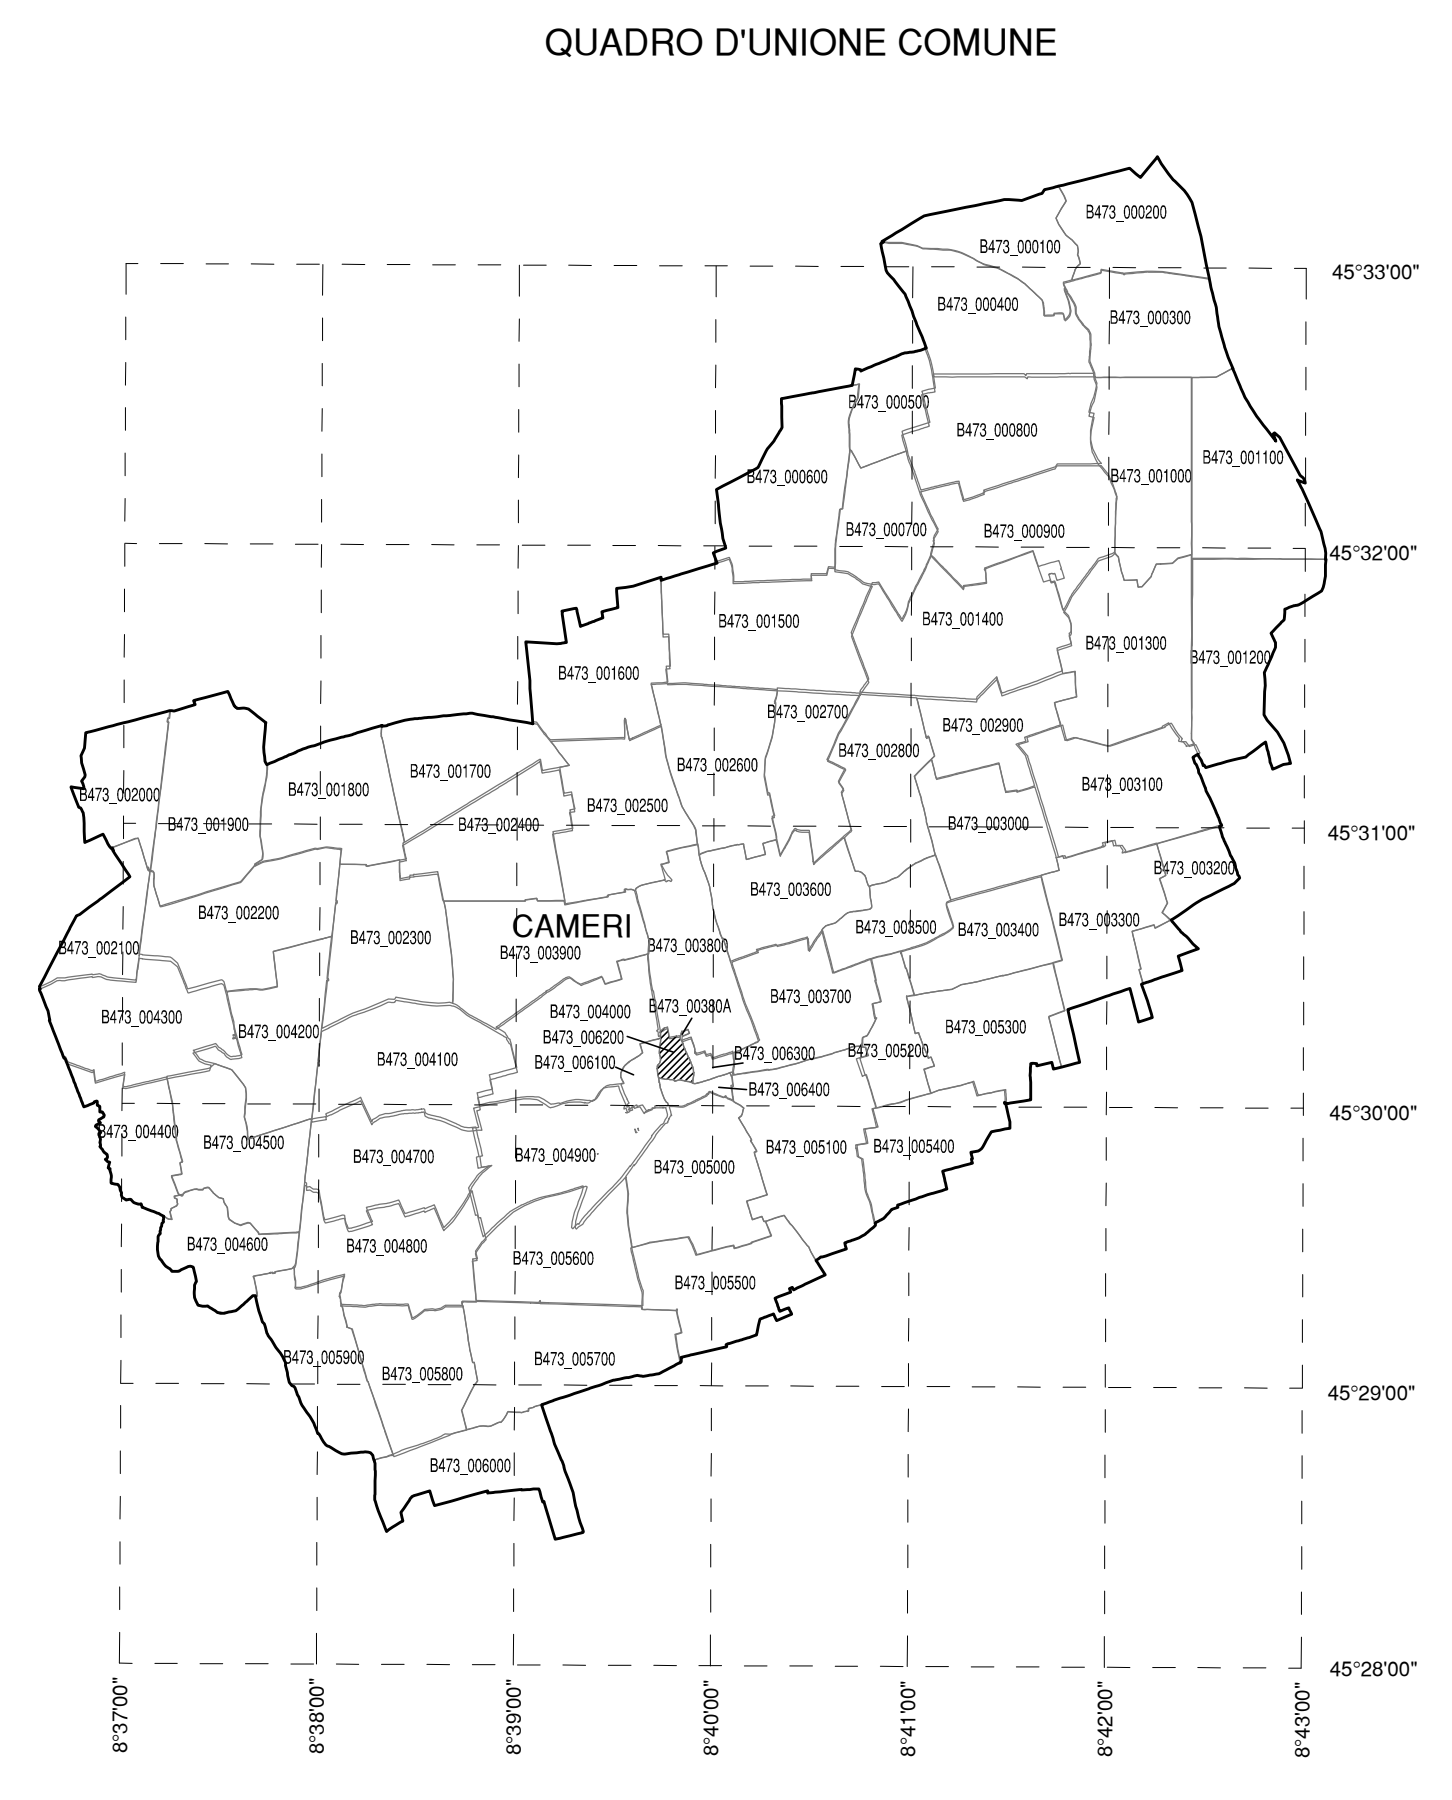 QUADRO D'UNIONE COMUNE
B473_000200
B473_000100
45°33'00"
B473_000400
B473_000300
B473_000500
B473_000800
B473_001100
B473_000600
B473_001000
B473_000700
B473_000900
45°32'00"
B473_001500
B473_001400
B473_001300
B473_001200
B473_001600
B473_002700
B473_002900
B473_002800
B473_002600
B473_001700
B473_003100
B473_001800
B473_002000
B473_002500
B473_001900
B473_002400
B473_003000
45°31'00"
B473_003200
B473_003600
B473_002200
B473_003300
CAMERI
B473_003500
B473_003400
B473_002300
B473_002100
B473_003800
B473_003900
B473_003700
B473_00380A
B473_004000
B473_004300
B473_005300
B473_004200
B473_006200
B473_005200
B473_006300
B473_004100
B473_006100
B473_006400
45°30'00"
B473_004400
B473_004500
B473_005100
B473_005400
B473_004700
B473_004900
B473_005000
B473_004600
B473_004800
B473_005600
B473_005500
B473_005900
B473_005700
B473_005800
45°29'00"
B473_006000
45°28'00"
8°37'00"
8°38'00"
8°39'00"
8°40'00"
8°41'00"
8°42'00"
8°43'00"